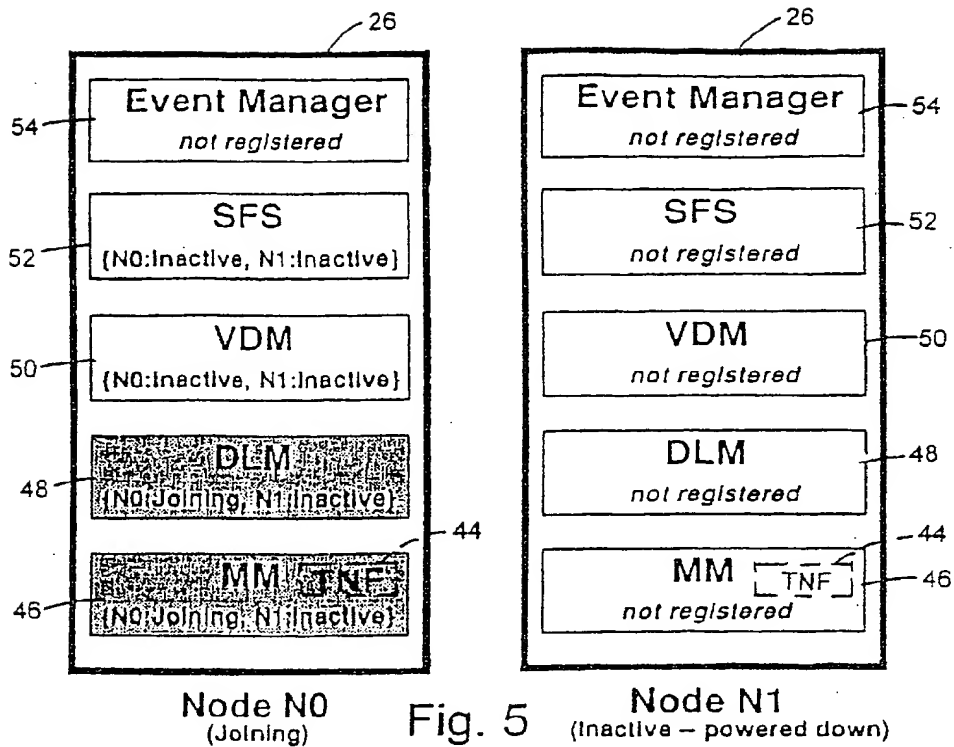 26
Event Manager
not registered
54
SFS
{N0:Inactive, N1:Inactive}
52
VDM
{N0:Inactive, N1:Inactive}
50
DLM
{N0:Joining, N1:Inactive}
48
44
MM TNF
{N0:Joining, N1:Inactive}
46
Node N0
(Joining)
26
Event Manager
not registered
54
SFS
not registered
52
VDM
not registered
50
DLM
not registered
48
44
MM TNF
not registered
46
Node N1
(Inactive – powered down)
Fig. 5